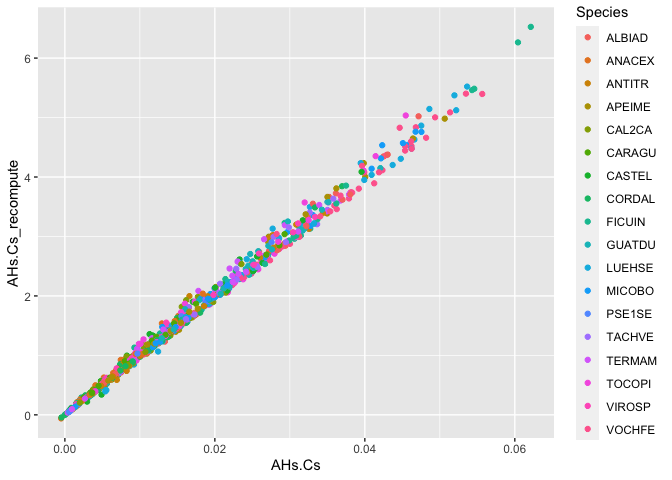 Species
ALBIAD
ANACEX
ANTITR
APEIME
CAL2CA
CARAGU
CASTEL
CORDAL
FICUIN
GUATDU
LUEHSE
MICOBO
PSE1SE
TACHVE
TERMAM
TOCOPI
VIROSP
VOCHFE
AHs.Cs_recompute
6
4
2
0
0.00 0.02 0.04 0.06
AHs.Cs